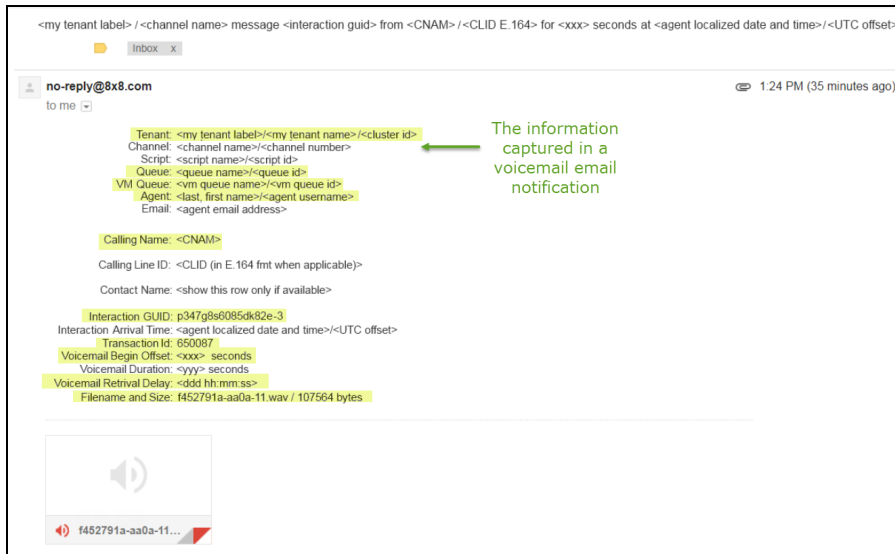 <my tenant label> / <channel name> message <interaction guid> from <CNAM> / <CLID E.164> for <xxx> seconds at <agent localized date and time>/<UTC offset>
Inbox x
no-reply@8x8.com
1:24 PM (35 minutes ago)
to me
Tenant: <my tenant label>/<my tenant name>/<cluster id>
Channel: <channel name>/<channel number>
Script: <script name>/<script id>
Queue: <queue name>/<queue id>
VM Queue: <vm queue name>/<vm queue id>
Agent: <last, first name>/<agent username>
Email: <agent email address>
The information
captured in a
voicemail email
notification
Calling Name: <CNAM>
Calling Line ID: <CLID (in E.164 fmt when applicable)>
Contact Name: <show this row only if available>
Interaction GUID: p347g8s6085dk82e-3
Interaction Arrival Time: <agent localized date and time>/<UTC offset>
Transaction Id: 650087
Voicemail Begin Offset: <xxx> seconds
Voicemail Duration: <yyy> seconds
Voicemail Retrival Delay: <ddd hh:mm:ss>
Filename and Size: f452791a-aa0a-11.wav / 107564 bytes
f452791a-aa0a-11...